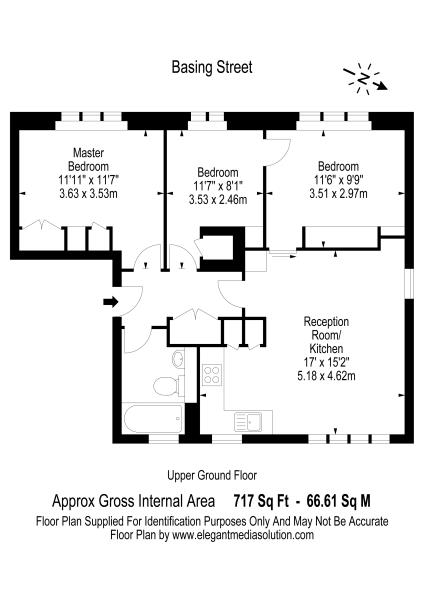 Basing Street
N
Master
Bedroom
11'11" x 11'7"
3.63 x 3.53m
Bedroom
11'7" x 8'1"
3.53 x 2.46m
Bedroom
11'6" x 9'9"
3.51 x 2.97m
Reception
Room/
Kitchen
17' x 15'2"
5.18 x 4.62m
Upper Ground Floor
Approx Gross Internal Area 717 Sq Ft - 66.61 Sq M
Floor Plan Supplied For Identification Purposes Only And May Not Be Accurate
Floor Plan by www.elegantmediasolution.com